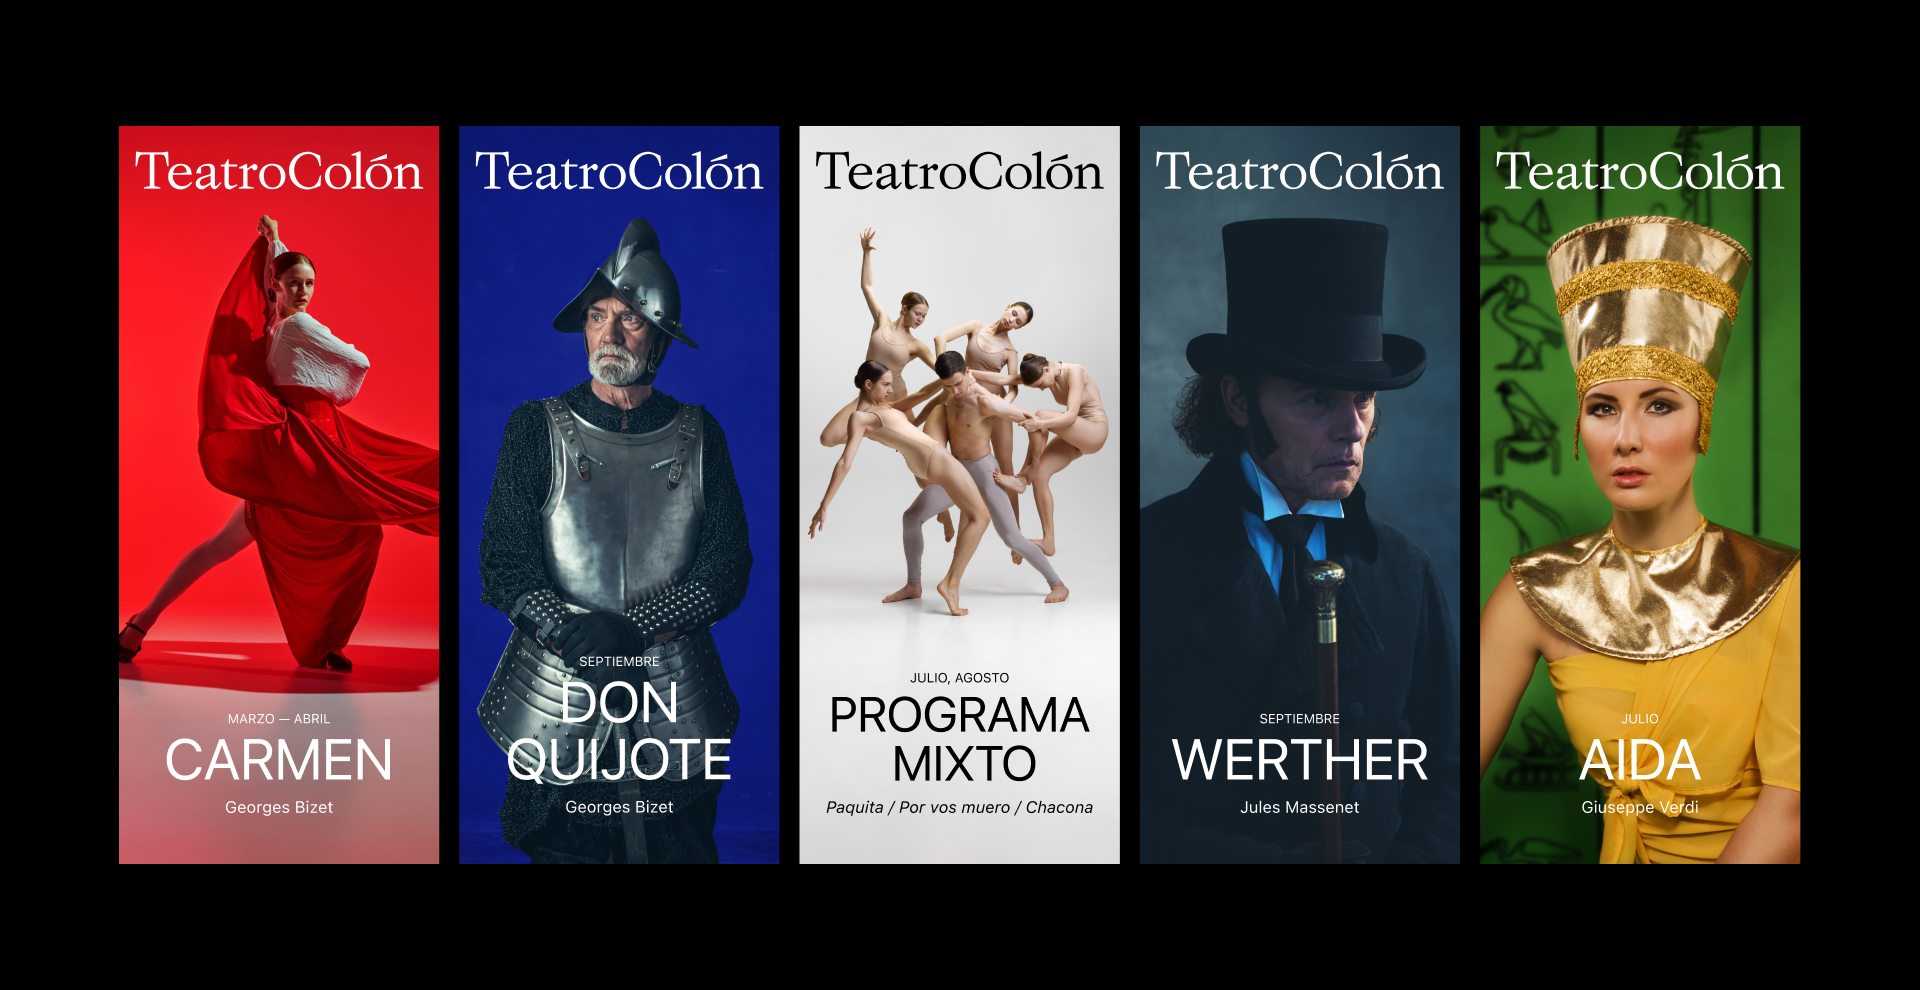 TeatroColón
MARZO — ABRIL
CARMEN
Georges Bizet
TeatroColón
SEPTIEMBRE
DON
QUIJOTE
Georges Bizet
TeatroColón
JULIO, AGOSTO
PROGRAMA
MIXTO
Paquita / Por vos muero / Chacona
TeatroColón
SEPTIEMBRE
WERTHER
Jules Massenet
TeatroColón
JULIO
AIDA
Giuseppe Verdi